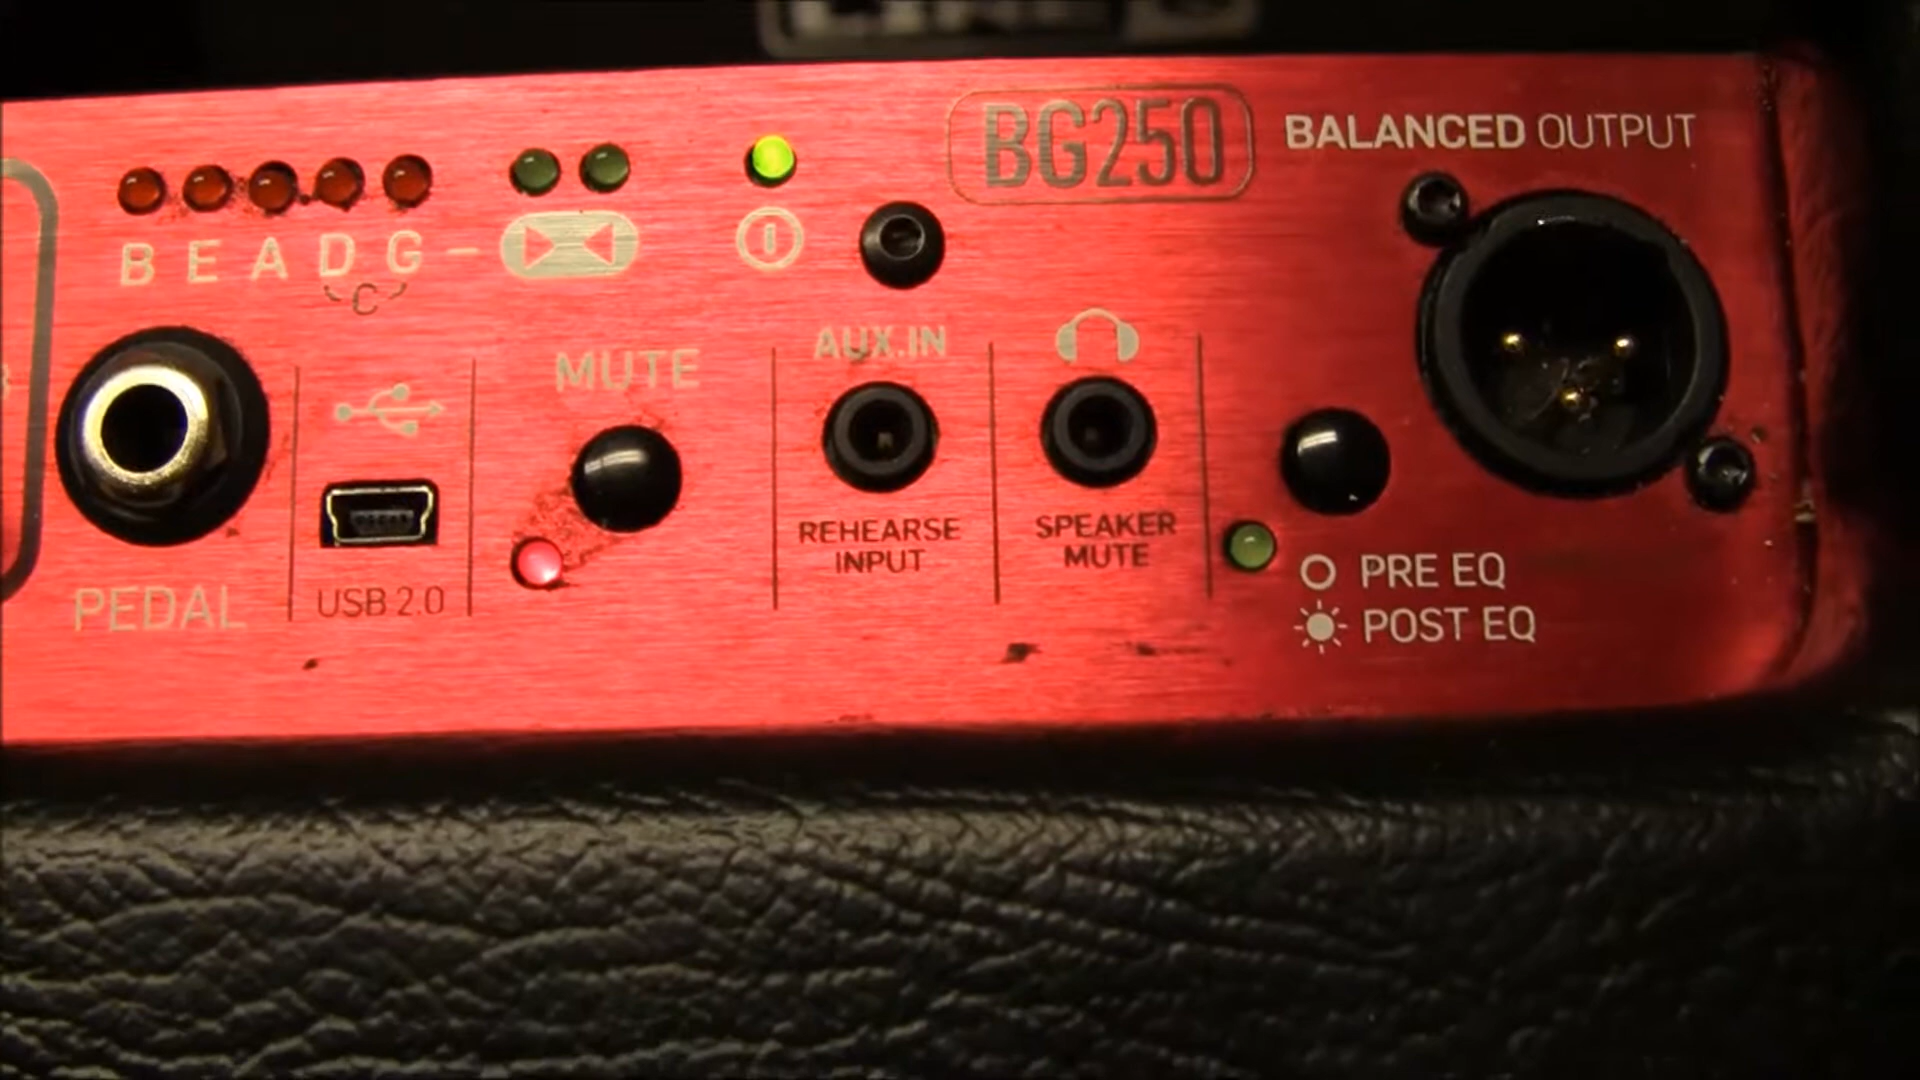 BG250
BALANCED OUTPUT
B E A D G
C
AUX.IN
MUTE
REHEARSE
INPUT
SPEAKER
MUTE
PRE EQ
POST EQ
PEDAL
USB 2.0